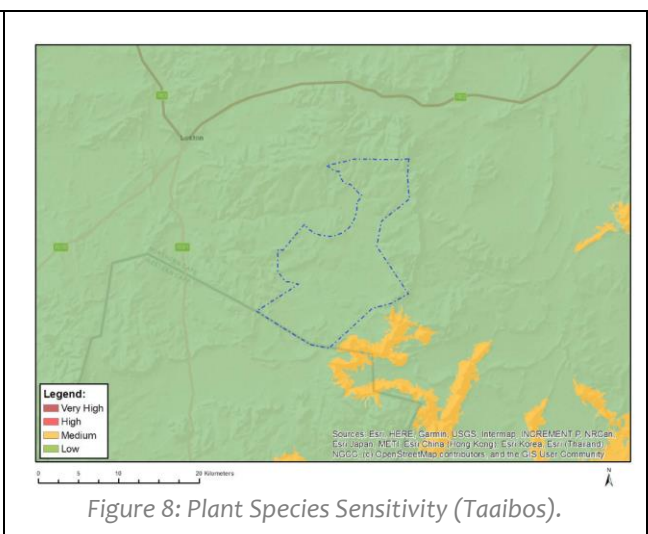 Loxton
Legend:
Very High
High
Medium
Low
Sources: Esri, HERE, Garmin, USGS, Intermap, INCREMENT P, NRCan,
Esri Japan, METI, Esri China (Hong Kong), Esri Korea, Esri (Thailand),
NGCC, (c) OpenStreetMap contributors, and the GIS User Community
0 5 10 20 Kilometers
N
Figure 8: Plant Species Sensitivity (Taaibos).